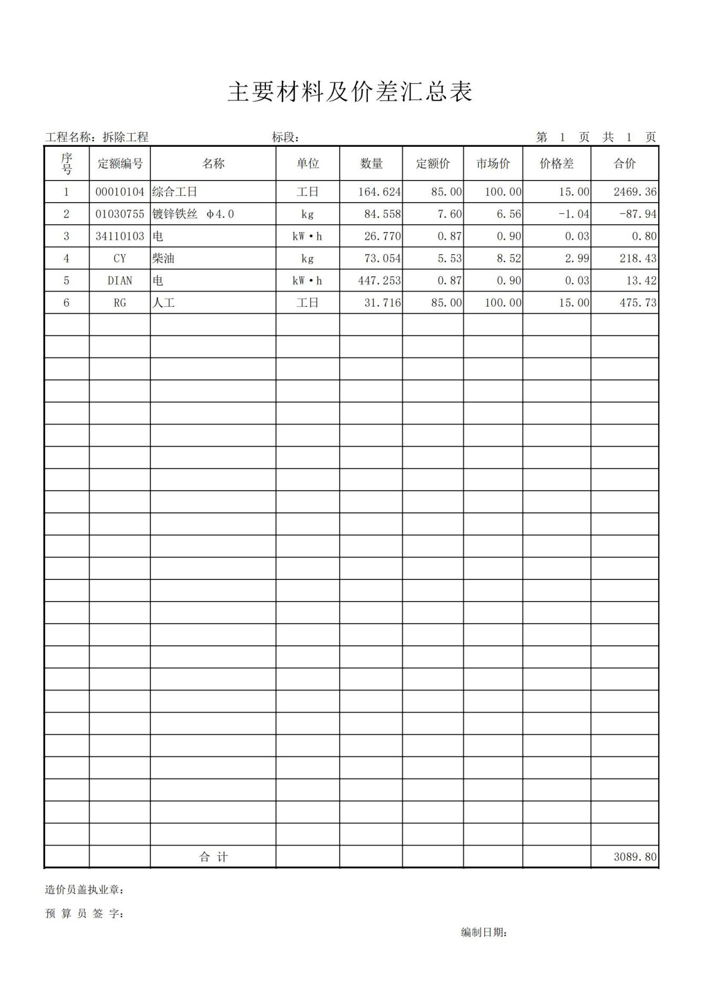 主要材料及价差汇总表
工程名称：拆除工程 标段： 第 1 页 共 1 页
序号 定额编号 名称 单位 数量 定额价 市场价 价格差 合价
1 00010104 综合工日 工日 164.624 85.00 100.00 15.00 2469.36
2 01030755 镀锌铁丝 φ4.0 kg 84.558 7.60 6.56 -1.04 -87.94
3 34110103 电 kW·h 26.770 0.87 0.90 0.03 0.80
4 CY 柴油 kg 73.054 5.53 8.52 2.99 218.43
5 DIAN 电 kW·h 447.253 0.87 0.90 0.03 13.42
6 RG 人工 工日 31.716 85.00 100.00 15.00 475.73
合 计 3089.80
造价员盖执业章：
预 算 员 签 字：
编制日期：